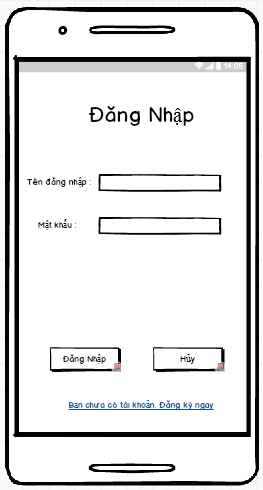 14:05
Đăng Nhập
Tên đăng nhập :
Mật khẩu :
Đăng Nhập
Hủy
Bạn chưa có tài khoản. Đăng ký ngay